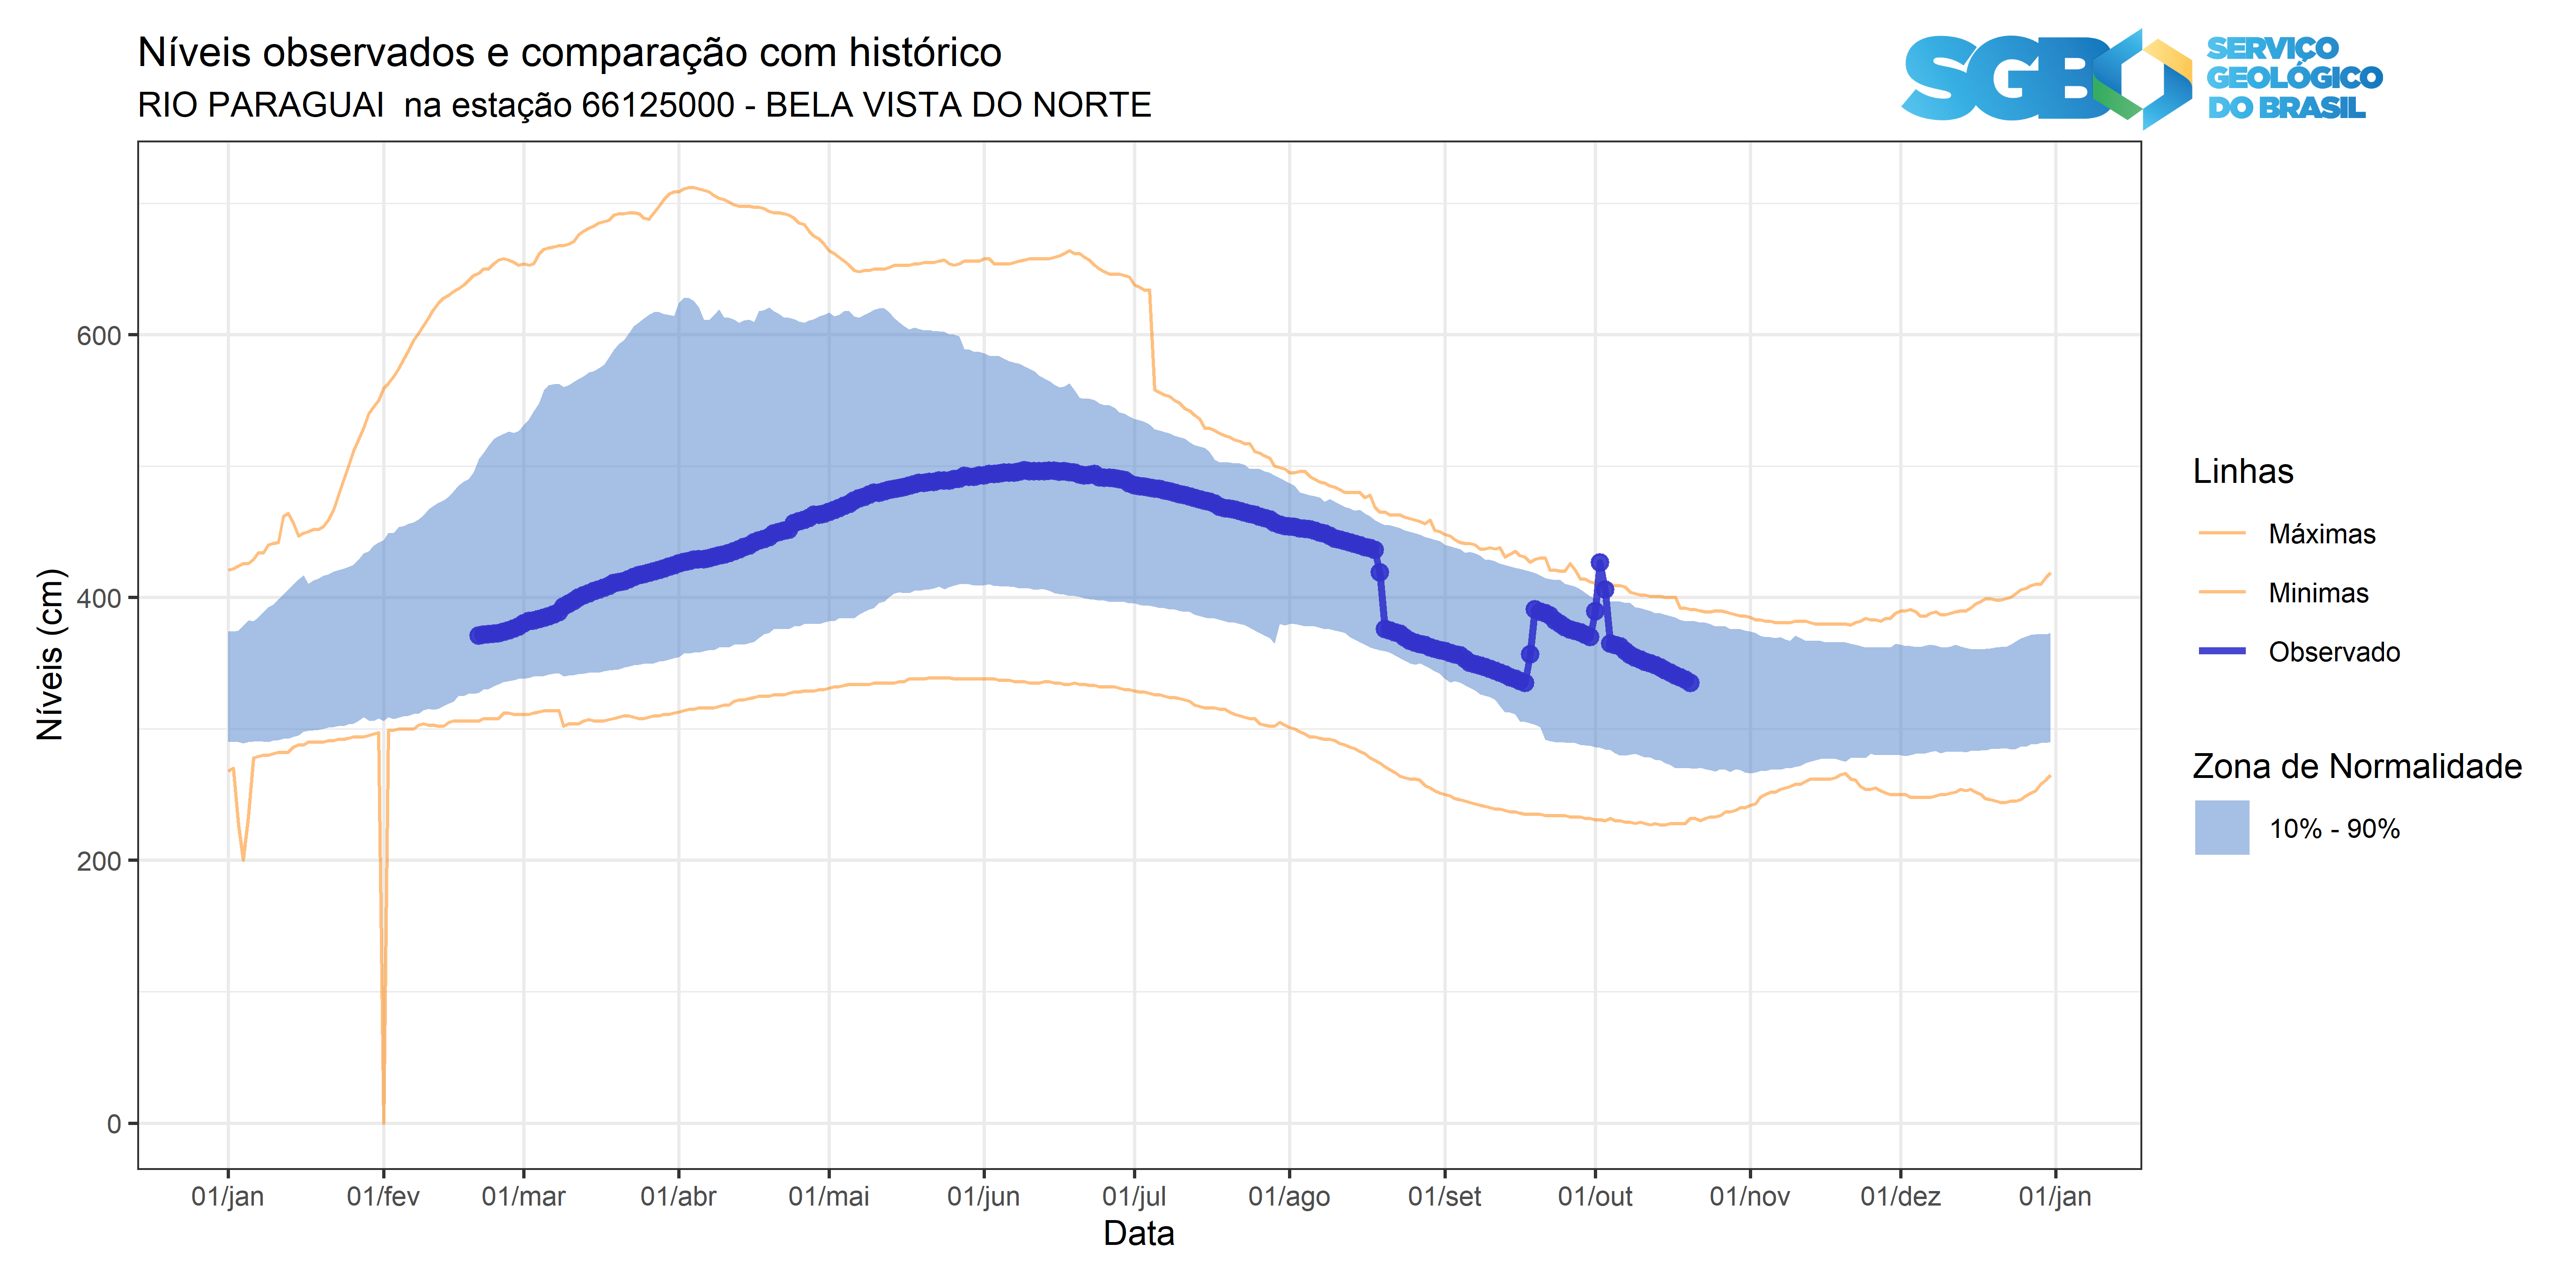 Níveis observados e comparação com histórico
RIO PARAGUAI  na estação 66125000 - BELA VISTA DO NORTE
SGB
SERVIÇO
GEOLÓGICO
DO BRASIL
Níveis (cm)
600
400
200
0
01/jan
01/fev
01/mar
01/abr
01/mai
01/jun
01/jul
01/ago
01/set
01/out
01/nov
01/dez
01/jan
Data
Linhas
Máximas
Minimas
Observado
Zona de Normalidade
10% - 90%